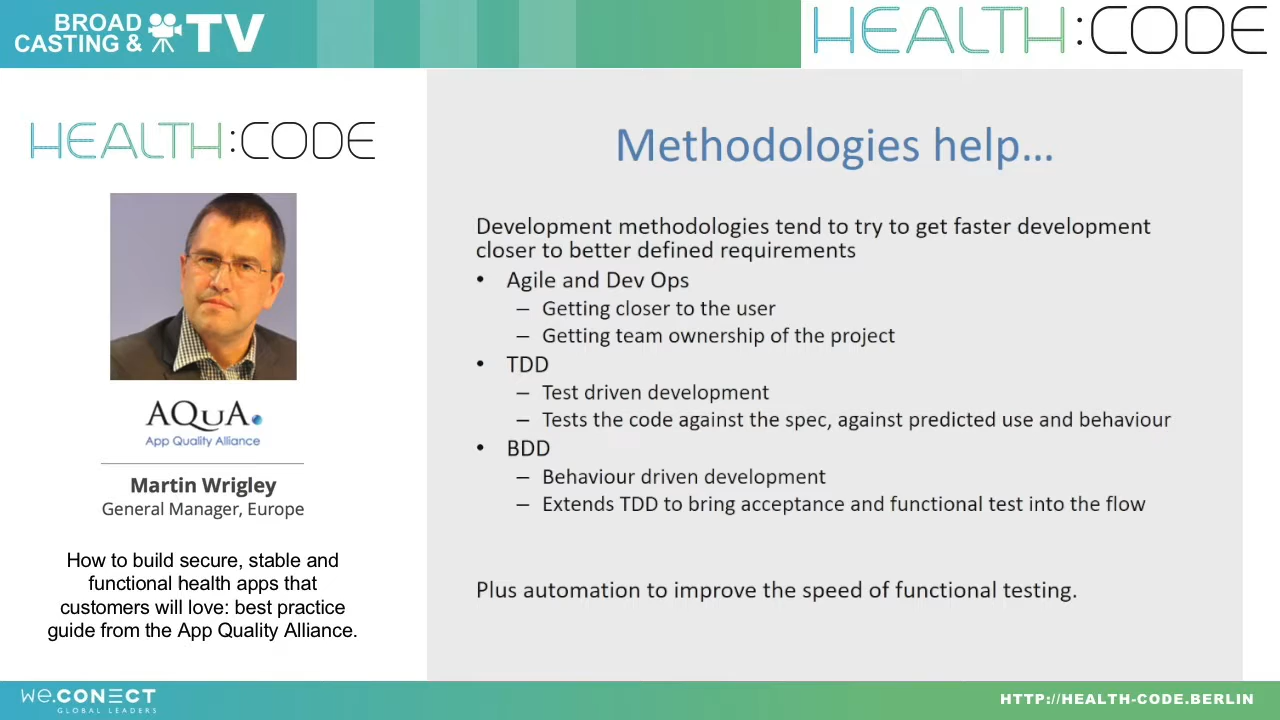 BROAD
CASTING & TV
HEALTH:CODE
HEALTH:CODE
AQuA
App Quality Alliance
Martin Wrigley
General Manager, Europe
How to build secure, stable and
functional health apps that
customers will love: best practice
guide from the App Quality Alliance.
Methodologies help...
Development methodologies tend to try to get faster development
closer to better defined requirements
• Agile and Dev Ops
– Getting closer to the user
– Getting team ownership of the project
• TDD
– Test driven development
– Tests the code against the spec, against predicted use and behaviour
• BDD
– Behaviour driven development
– Extends TDD to bring acceptance and functional test into the flow
Plus automation to improve the speed of functional testing.
we.CONECT
GLOBAL LEADERS
HTTP://HEALTH-CODE.BERLIN